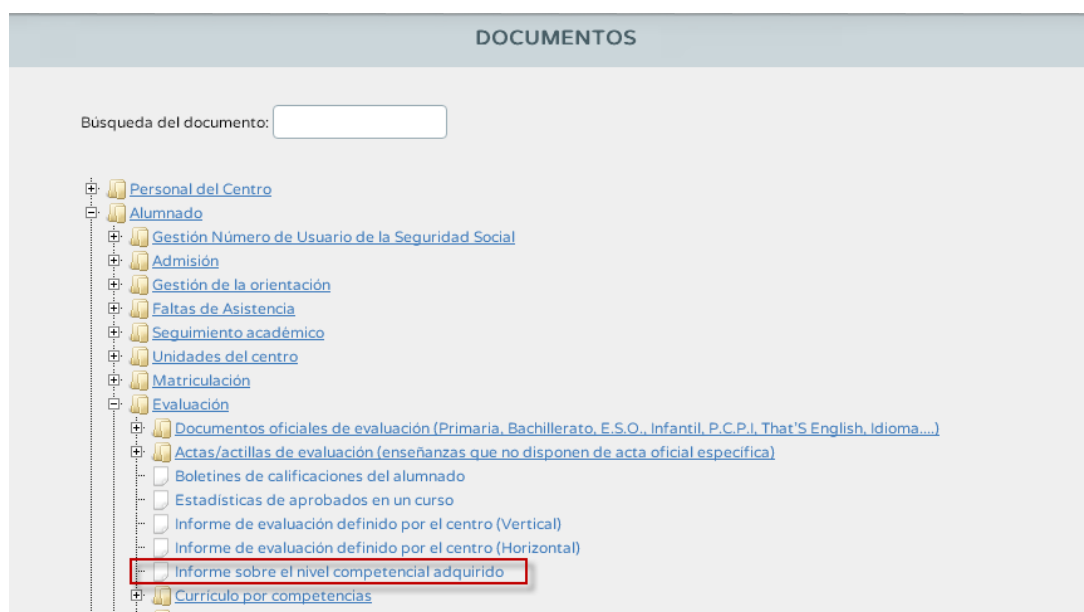 DOCUMENTOS
Búsqueda del documento:
Personal del Centro
Alumnado
Gestión Número de Usuario de la Seguridad Social
Admisión
Gestión de la orientación
Faltas de Asistencia
Seguimiento académico
Unidades del centro
Matriculación
Evaluación
Documentos oficiales de evaluación (Primaria, Bachillerato, E.S.O., Infantil, P.C.P.I, That'S English, Idioma....)
Actas/actillas de evaluación (enseñanzas que no disponen de acta oficial específica)
Boletines de calificaciones del alumnado
Estadísticas de aprobados en un curso
Informe de evaluación definido por el centro (Vertical)
Informe de evaluación definido por el centro (Horizontal)
Informe sobre el nivel competencial adquirido
Currículo por competencias